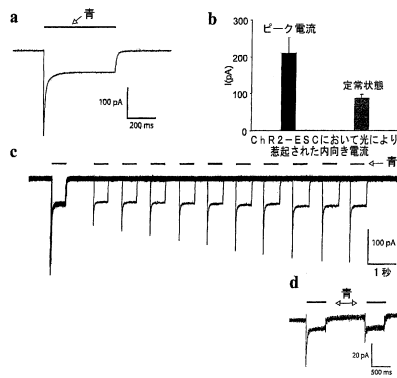 a
青
100 pA
200 ms
b
I(pA)
300
200
100
0
ピーク電流
定常状態
ChR2-ESCにおいて光により
惹起された内向き電流
c
青
100 pA
1 秒
d
青
20 pA
500 ms